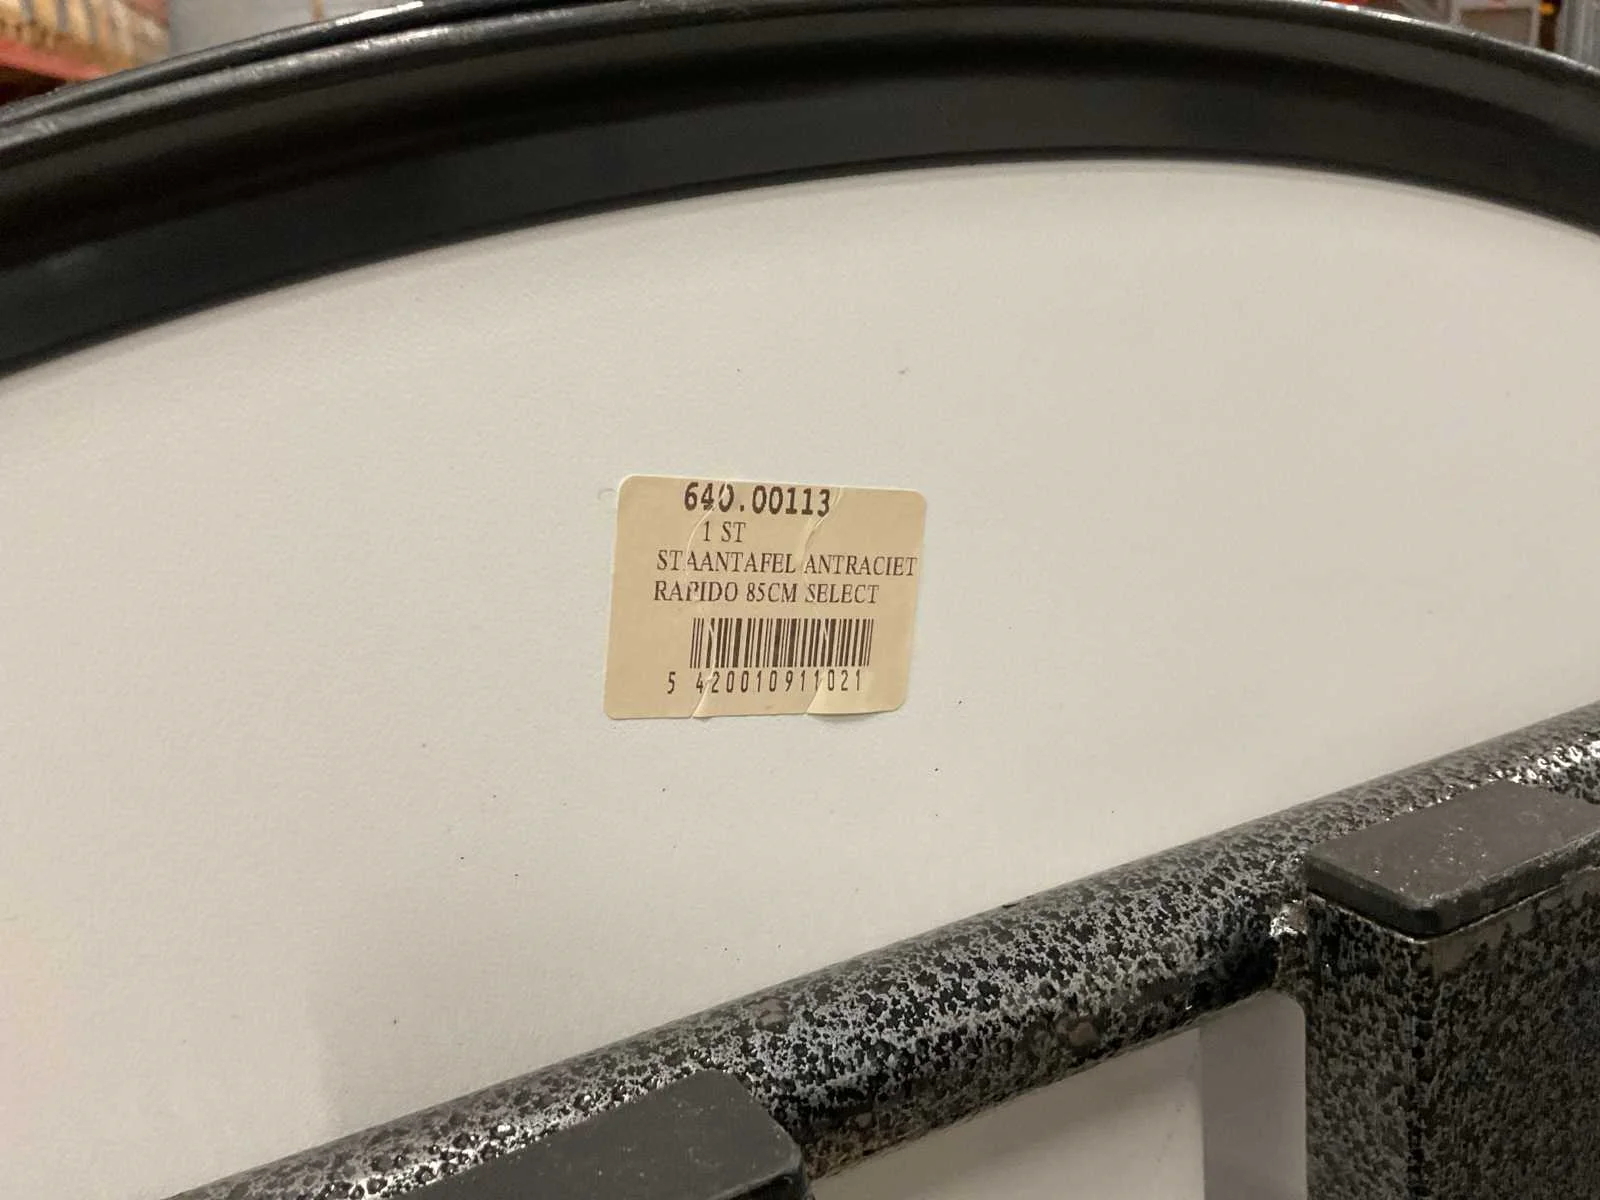 640.00113
1 ST
STAANTAFEL ANTRACIET
RAPIDO 85CM SELECT
5 420010911021